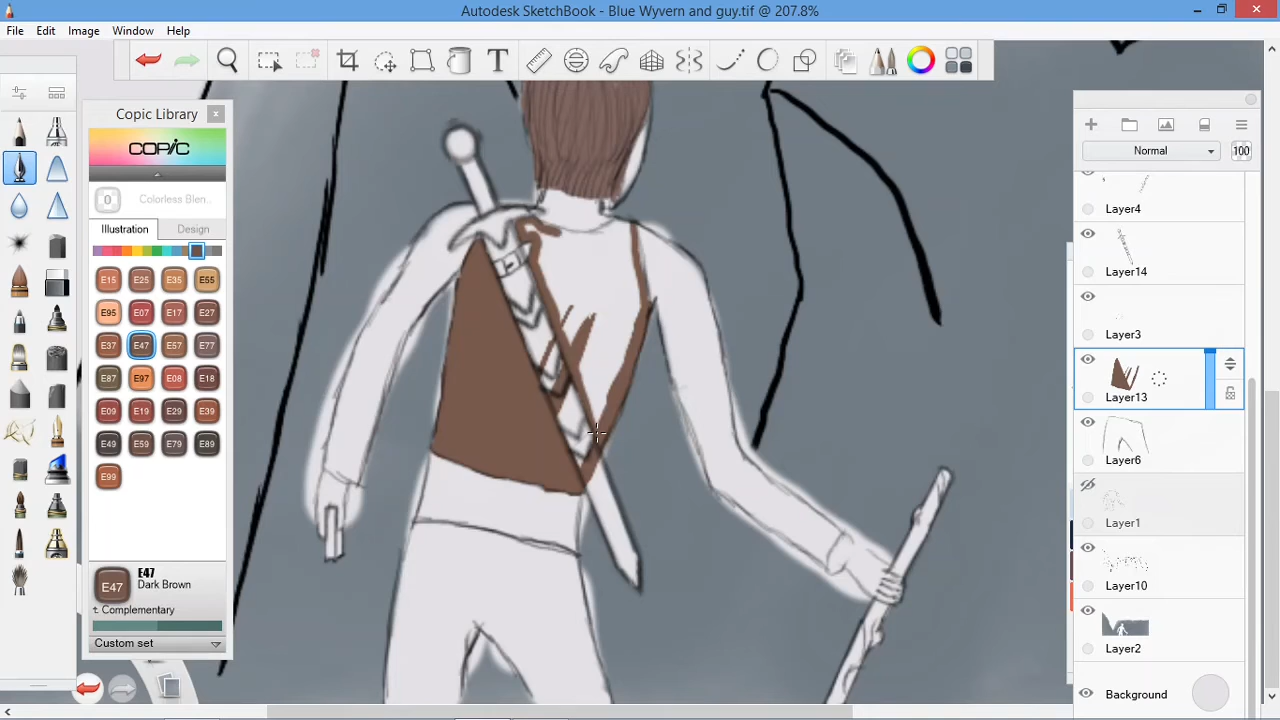 Autodesk SketchBook - Blue Wyvern and guy.tif @ 207.8%
File Edit Image Window Help
T
Copic Library x
COPIC
0 Colorless Blen..
Illustration Design
E15 E25 E35 E55
E95 E07 E17 E27
E37 E47 E57 E77
E87 E97 E08 E18
E09 E19 E29 E39
E49 E59 E79 E89
E99
E47 E47
Dark Brown
Complementary
Custom set
Normal 100
Layer4
Layer14
Layer3
Layer13
Layer6
Layer1
Layer10
Layer2
Background